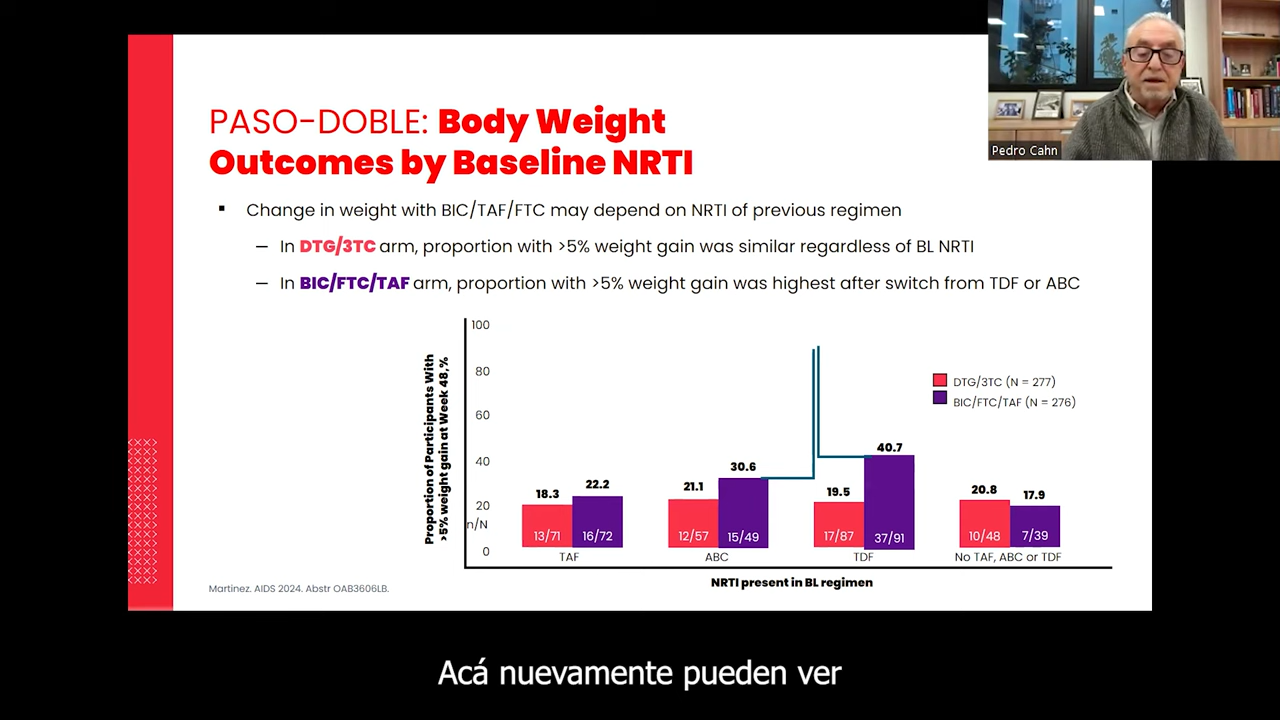 PASO-DOBLE: Body Weight
Outcomes by Baseline NRTI
Pedro Cahn
▪ Change in weight with BIC/TAF/FTC may depend on NRTI of previous regimen
– In DTG/3TC arm, proportion with >5% weight gain was similar regardless of BL NRTI
– In BIC/FTC/TAF arm, proportion with >5% weight gain was highest after switch from TDF or ABC
Proportion of Participants With
>5% weight gain at Week 48,%
100
80
60
40
20
n/N
0
DTG/3TC (N = 277)
BIC/FTC/TAF (N = 276)
18.3
22.2
21.1
30.6
19.5
40.7
20.8
17.9
13/71
16/72
12/57
15/49
17/87
37/91
10/48
7/39
TAF
ABC
TDF
No TAF, ABC or TDF
NRTI present in BL regimen
Martinez. AIDS 2024. Abstr OAB3606LB.
Acá nuevamente pueden ver